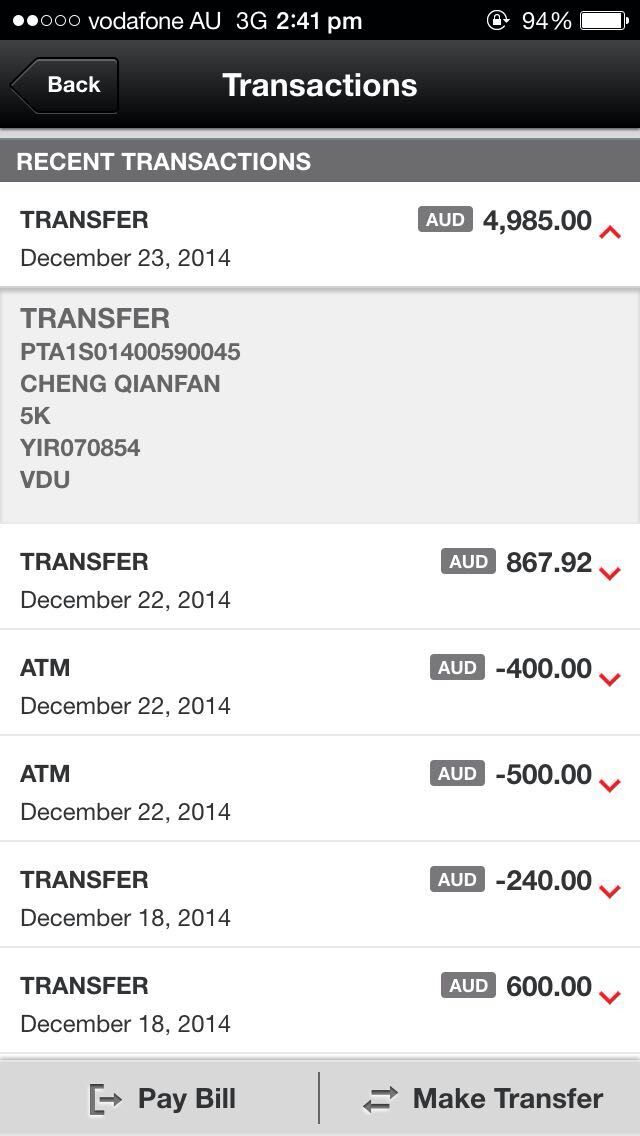 vodafone AU 3G 2:41 pm 94%
Back Transactions
RECENT TRANSACTIONS
TRANSFER AUD 4,985.00
December 23, 2014
TRANSFER
PTA1S01400590045
CHENG QIANFAN
5K
YIR070854
VDU
TRANSFER AUD 867.92
December 22, 2014
ATM AUD -400.00
December 22, 2014
ATM AUD -500.00
December 22, 2014
TRANSFER AUD -240.00
December 18, 2014
TRANSFER AUD 600.00
December 18, 2014
Pay Bill Make Transfer